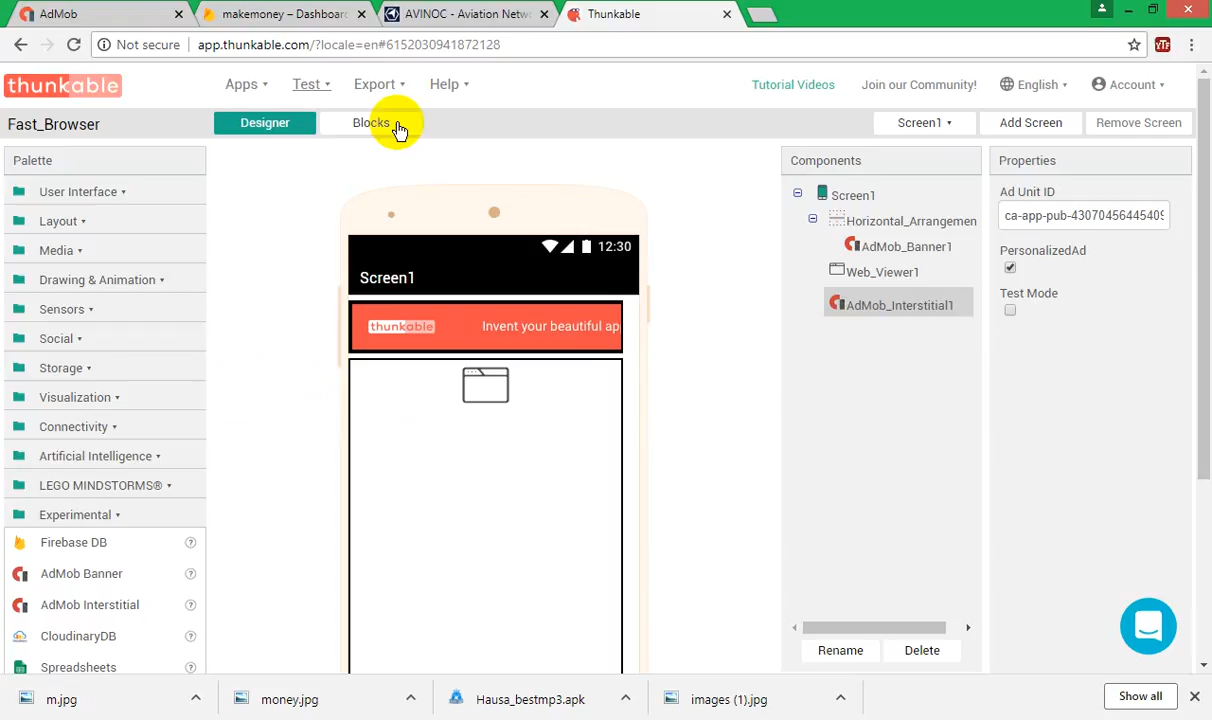 AdMob
makemoney – Dashboard
AVINOC - Aviation Netw
Thunkable
Not secure
app.thunkable.com/?locale=en#6152030941872128
YTF
thunkable
Apps
Test
Export
Help
Tutorial Videos
Join our Community!
English
Account
Fast_Browser
Designer
Blocks
Screen1
Add Screen
Remove Screen
Palette
User Interface
Layout
Media
Drawing & Animation
Sensors
Social
Storage
Visualization
Connectivity
Artificial Intelligence
LEGO MINDSTORMS®
Experimental
Firebase DB
AdMob Banner
AdMob Interstitial
CloudinaryDB
Spreadsheets
12:30
Screen1
thunkable
Invent your beautiful ap
Components
Screen1
Horizontal_Arrangemen
AdMob_Banner1
Web_Viewer1
AdMob_Interstitial1
Rename
Delete
Properties
Ad Unit ID
ca-app-pub-4307045644540
PersonalizedAd
Test Mode
m.jpg
money.jpg
Hausa_bestmp3.apk
images (1).jpg
Show all